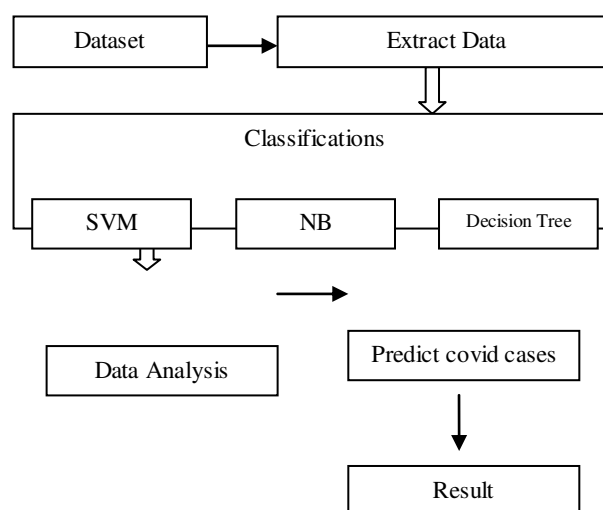 Dataset
Extract Data
Classifications
SVM
NB
Decision Tree
Data Analysis
Predict covid cases
Result